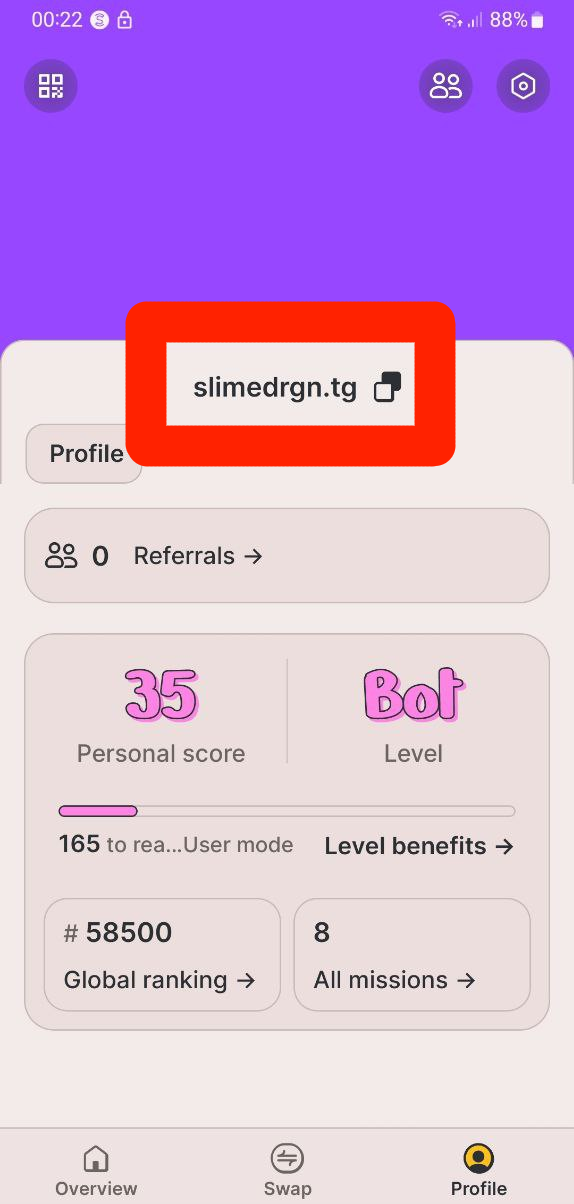 00:22
88%
slimedrgn.tg
Profile
0 Referrals →
35 Bot
Personal score Level
165 to rea...User mode Level benefits →
# 58500 8
Global ranking → All missions →
Overview Swap Profile